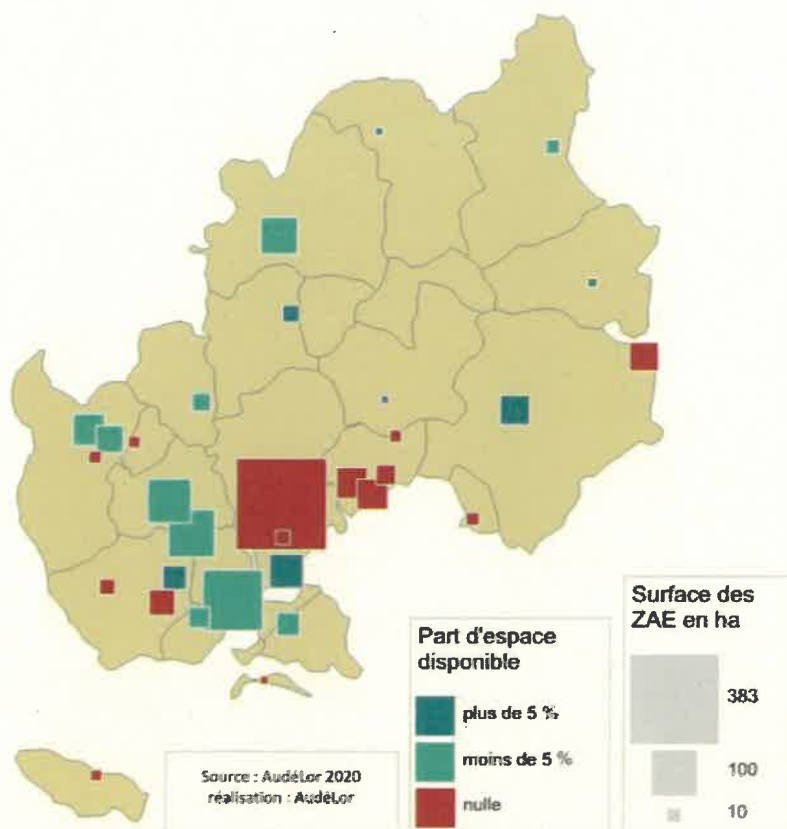 Part d'espace
disponible
plus de 5 %
moins de 5 %
nulle
Surface des
ZAE en ha
383
100
10
Source : AudéLor 2020
réalisation : AudéLor